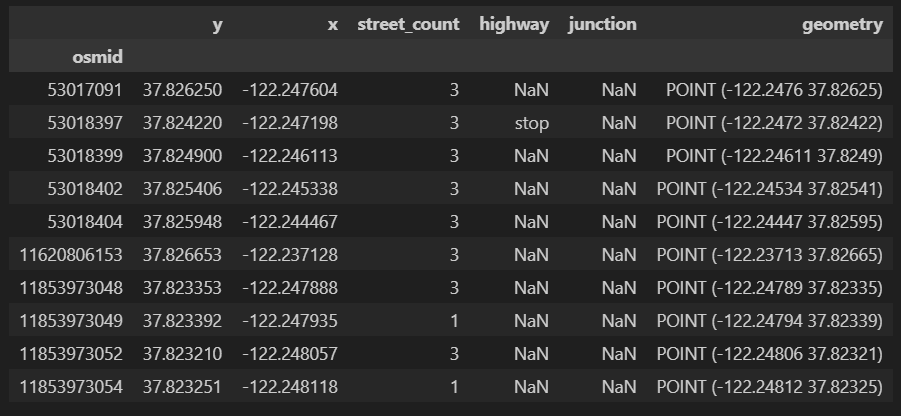 y x street_count highway junction geometry
osmid
53017091 37.826250 -122.247604 3 NaN NaN POINT (-122.2476 37.82625)
53018397 37.824220 -122.247198 3 stop NaN POINT (-122.2472 37.82422)
53018399 37.824900 -122.246113 3 NaN NaN POINT (-122.24611 37.8249)
53018402 37.825406 -122.245338 3 NaN NaN POINT (-122.24534 37.82541)
53018404 37.825948 -122.244467 3 NaN NaN POINT (-122.24447 37.82595)
11620806153 37.826653 -122.237128 3 NaN NaN POINT (-122.23713 37.82665)
11853973048 37.823353 -122.247888 3 NaN NaN POINT (-122.24789 37.82335)
11853973049 37.823392 -122.247935 1 NaN NaN POINT (-122.24794 37.82339)
11853973052 37.823210 -122.248057 3 NaN NaN POINT (-122.24806 37.82321)
11853973054 37.823251 -122.248118 1 NaN NaN POINT (-122.24812 37.82325)